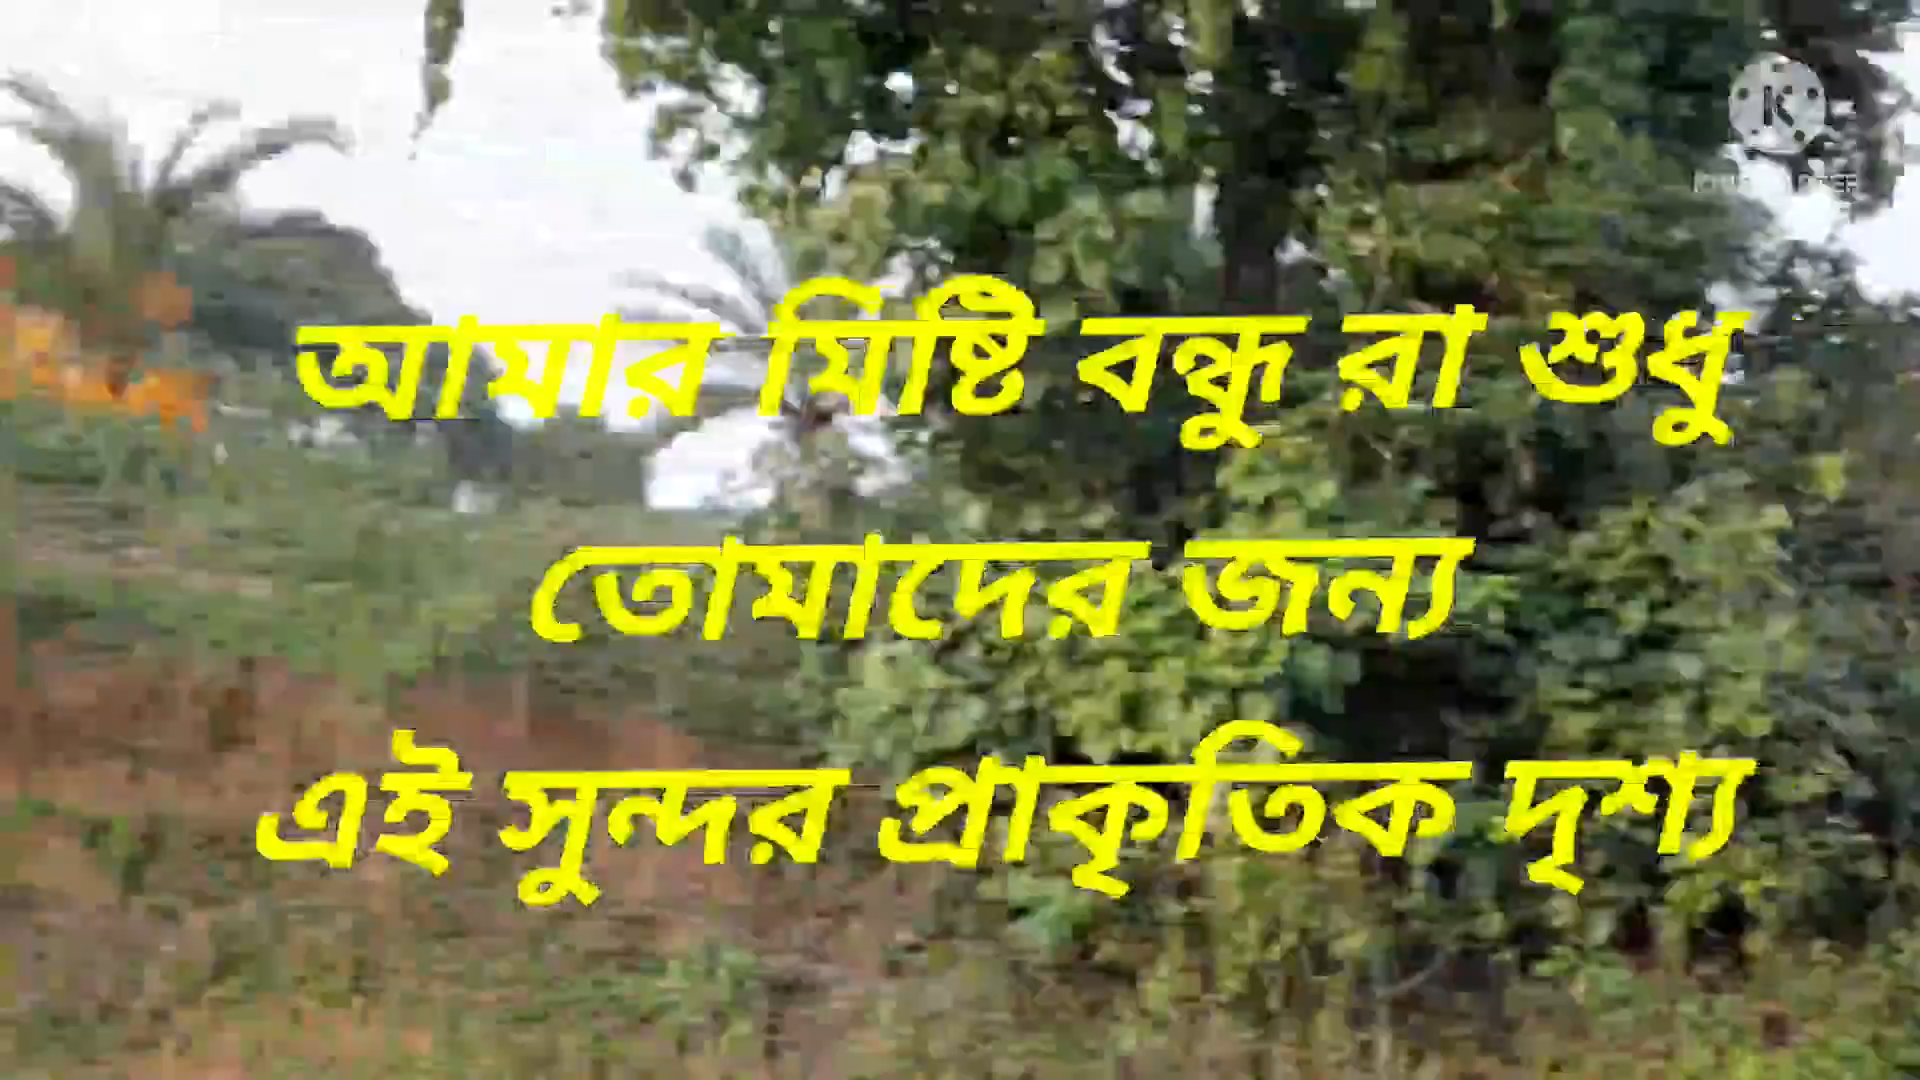 আমার মিষ্টি বন্ধু রা শুধু
তোমাদের জন্য
এই সুন্দর প্রাকৃতিক দৃশ্য
K